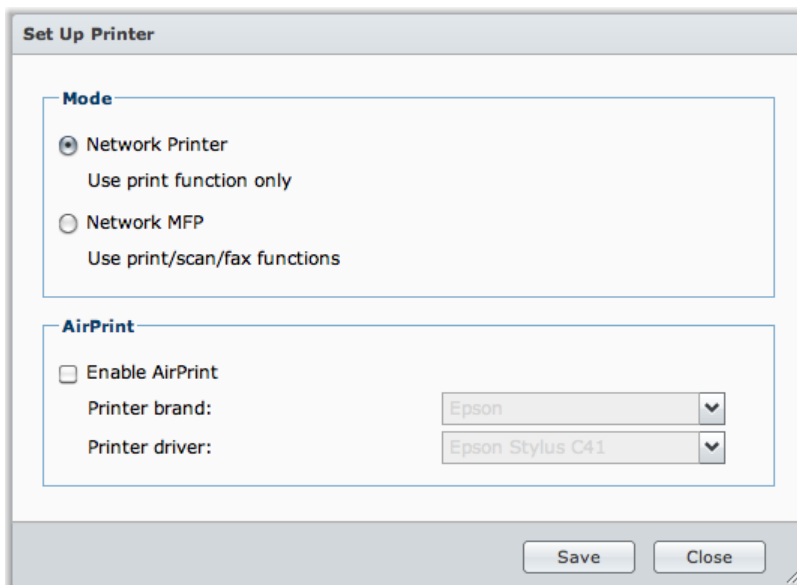 Set Up Printer
Mode
Network Printer
Use print function only
Network MFP
Use print/scan/fax functions
AirPrint
Enable AirPrint
Printer brand: Epson
Printer driver: Epson Stylus C41
Save Close